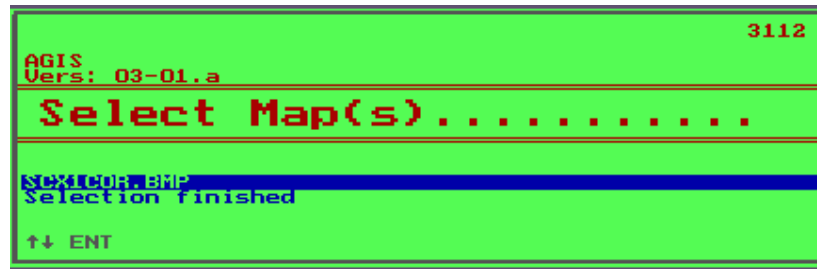 3112
AGIS
Vers: 03-01.a
Select Map(s)...........
SCX1COR.BMP
Selection finished
↑↓ ENT